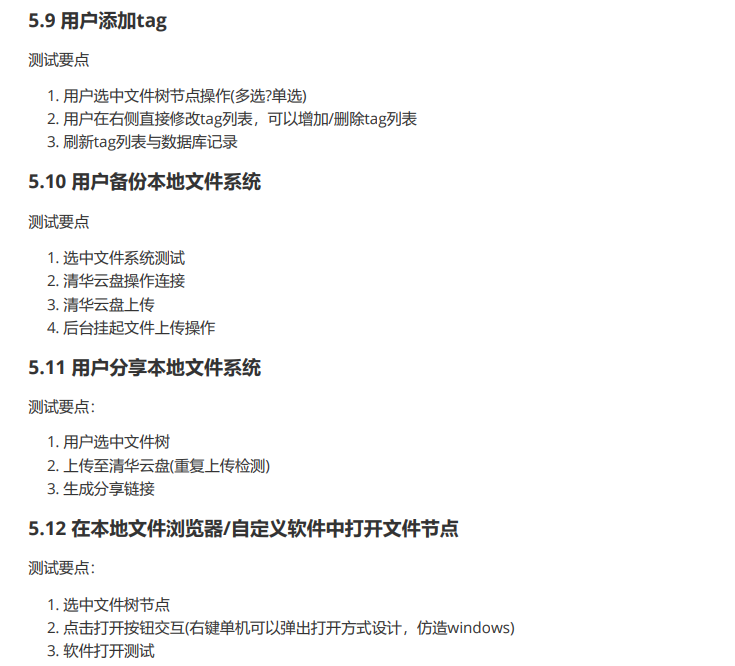 5.9 用户添加tag
测试要点
1. 用户选中文件树节点操作(多选?单选)
2. 用户在右侧直接修改tag列表，可以增加/删除tag列表
3. 刷新tag列表与数据库记录
5.10 用户备份本地文件系统
测试要点
1. 选中文件系统测试
2. 清华云盘操作连接
3. 清华云盘上传
4. 后台挂起文件上传操作
5.11 用户分享本地文件系统
测试要点：
1. 用户选中文件树
2. 上传至清华云盘(重复上传检测)
3. 生成分享链接
5.12 在本地文件浏览器/自定义软件中打开文件节点
测试要点：
1. 选中文件树节点
2. 点击打开按钮交互(右键单机可以弹出打开方式设计，仿造windows)
3. 软件打开测试